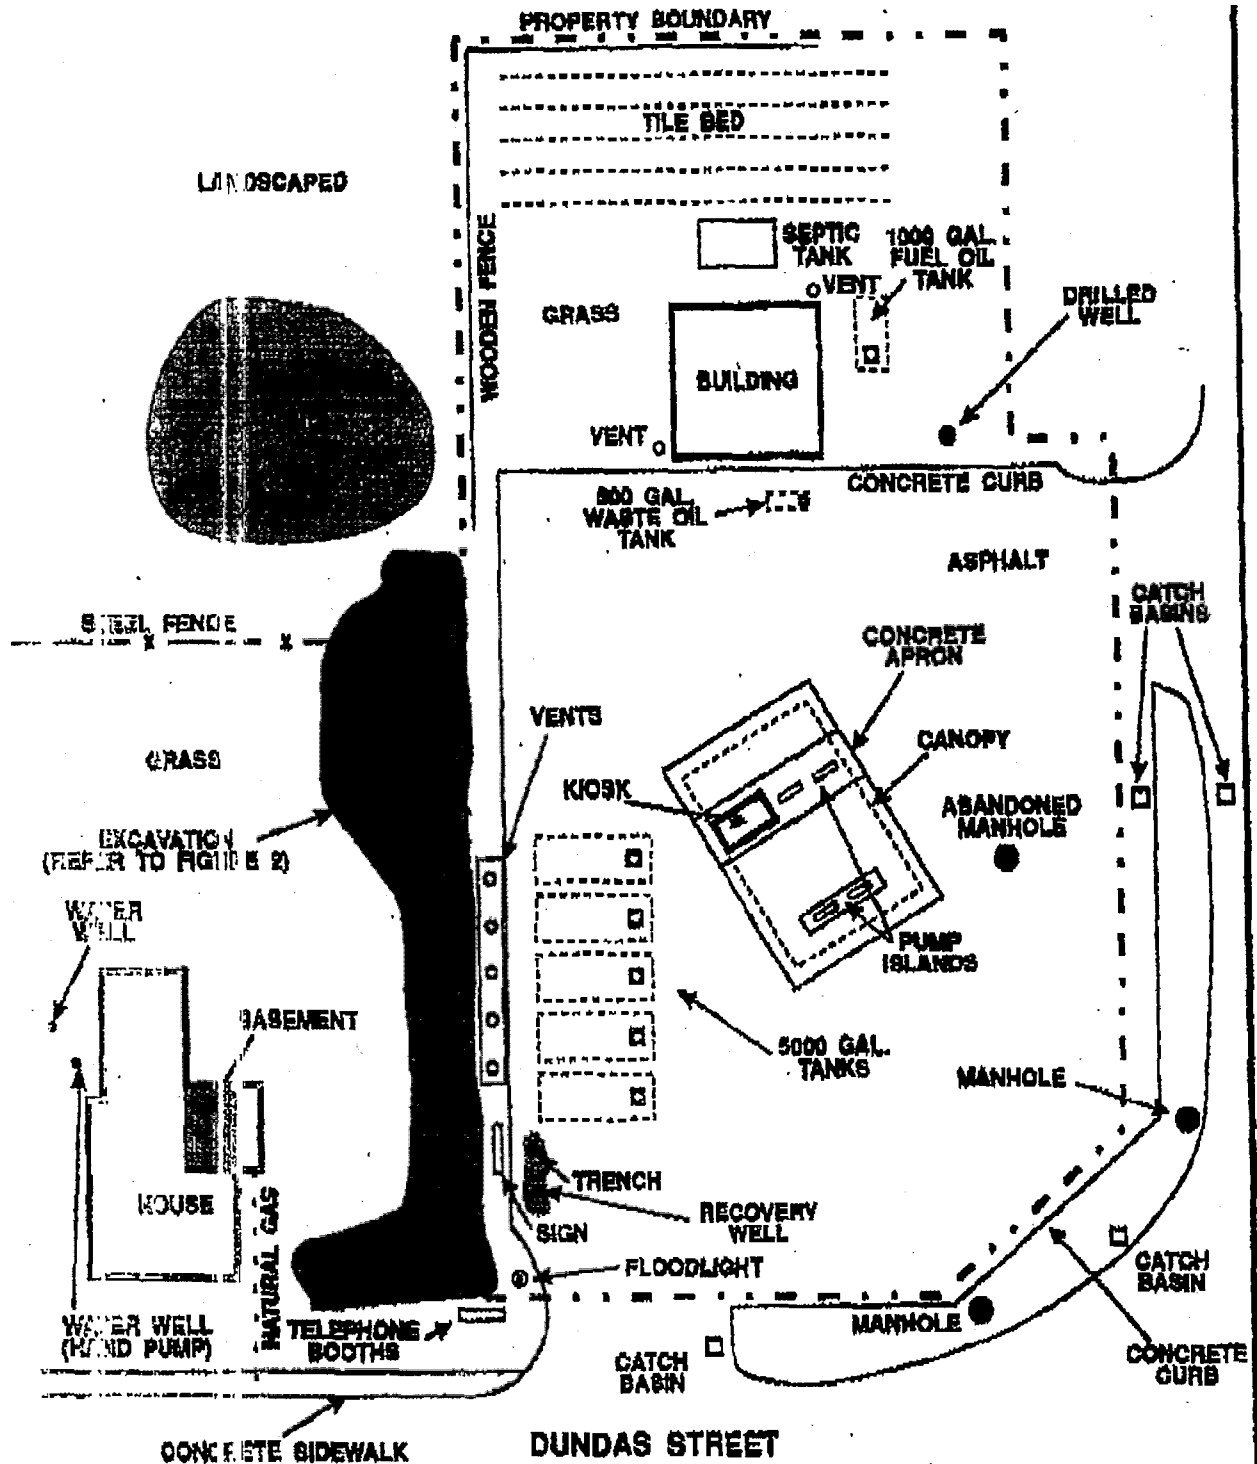 PROPERTY BOUNDARY
TILE BED
LANDSCAPED
WOODEN FENCE
SEPTIC
TANK
1000 GAL.
FUEL OIL
TANK
VENT
GRASS
DRILLED
WELL
BUILDING
VENT
CONCRETE CURB
500 GAL.
WASTE OIL
TANK
ASPHALT
CATCH
BASINS
STEEL FENCE
CONCRETE
APRON
VENTS
CANOPY
GRASS
KIOSK
ABANDONED
MANHOLE
EXCAVATION
(REFER TO FIGURE 2)
WATER
WELL
PUMP
ISLANDS
BASEMENT
5000 GAL.
TANKS
MANHOLE
TRENCH
HOUSE
RECOVERY
WELL
SIGN
NATURAL GAS
FLOODLIGHT
CATCH
BASIN
WATER WELL
(HAND PUMP)
TELEPHONE
BOOTHS
MANHOLE
CATCH
BASIN
CONCRETE
CURB
CONCRETE SIDEWALK
DUNDAS STREET